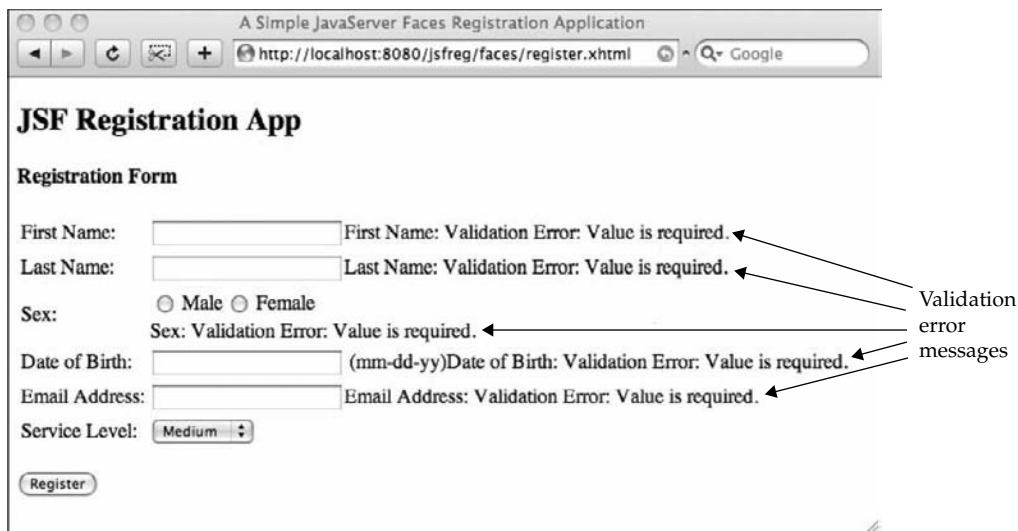 A Simple JavaServer Faces Registration Application
http://localhost:8080/jsfreg/faces/register.xhtml
Google
JSF Registration App
Registration Form
First Name: First Name: Validation Error: Value is required.
Last Name: Last Name: Validation Error: Value is required.
Sex: Male Female
Sex: Validation Error: Value is required.
Date of Birth: (mm-dd-yy)Date of Birth: Validation Error: Value is required.
Email Address: Email Address: Validation Error: Value is required.
Service Level: Medium
Register
Validation
error
messages